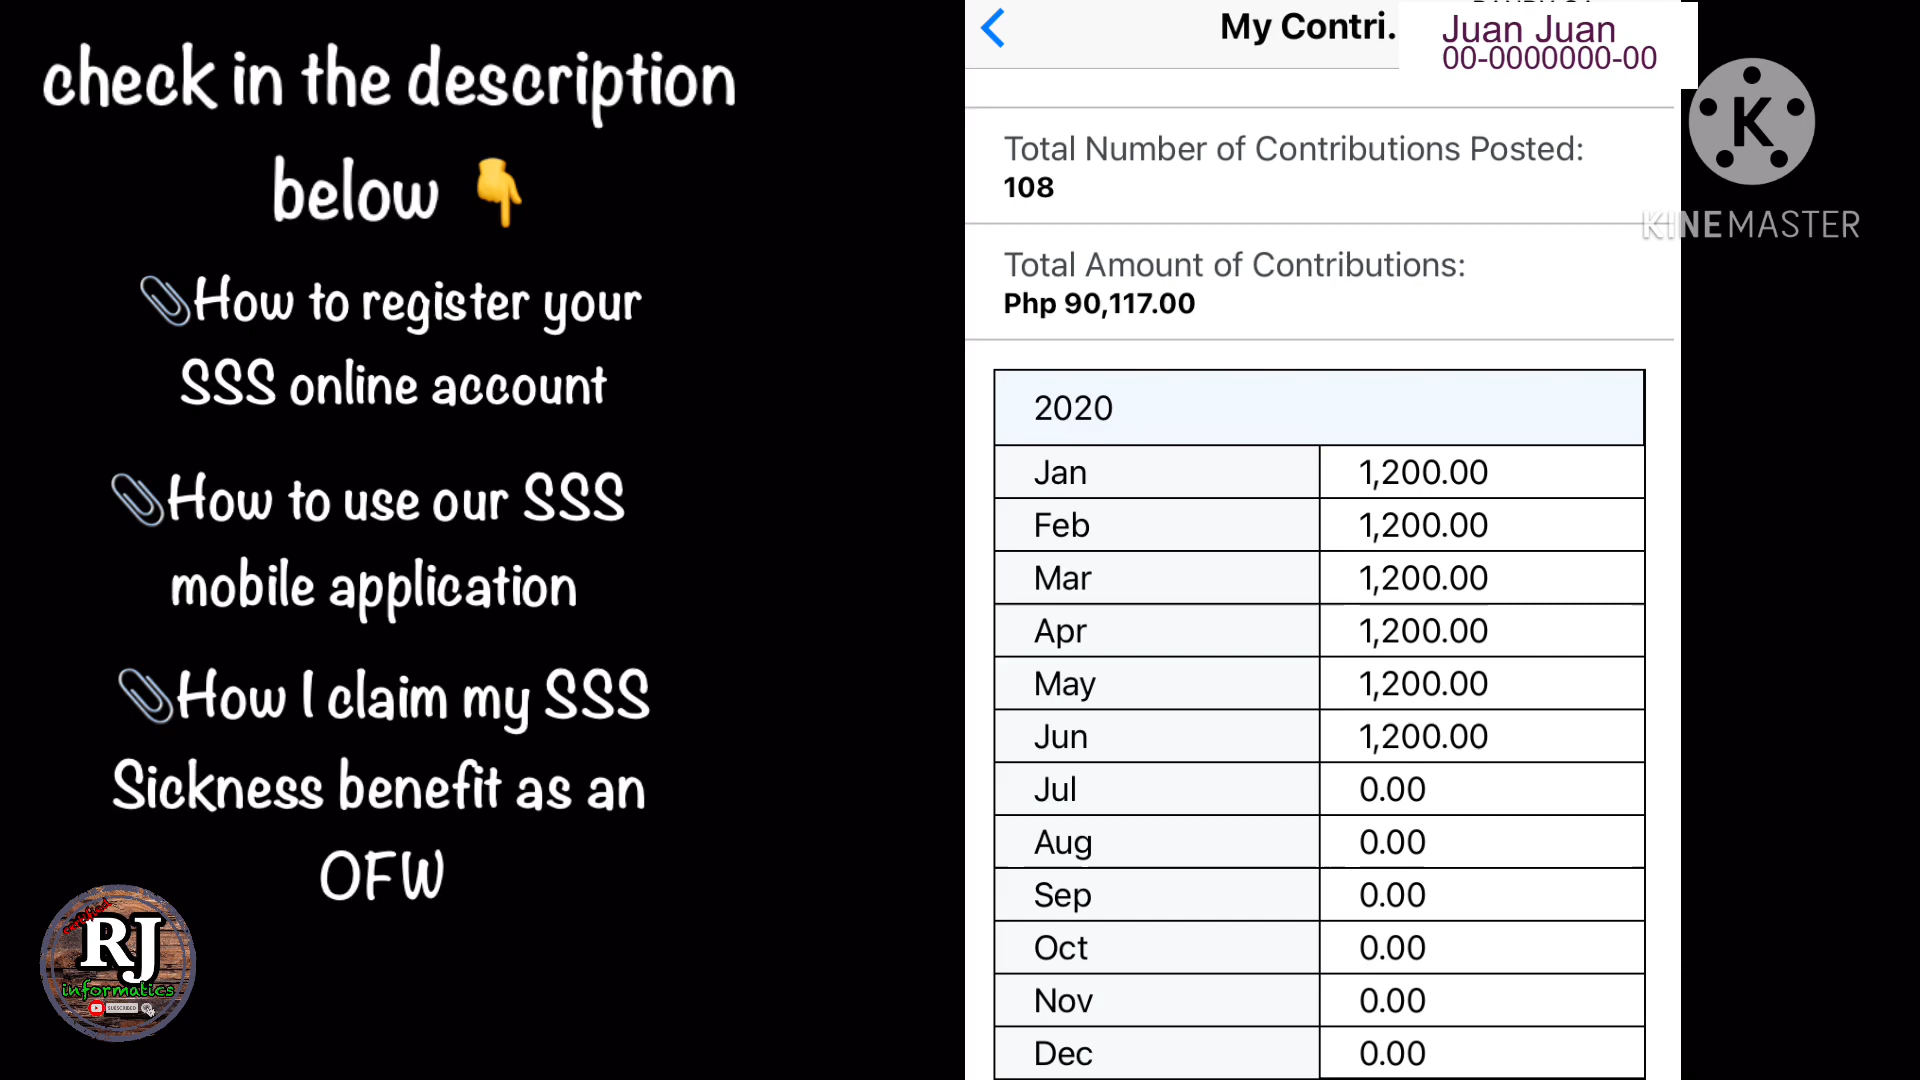 check in the description
below 👇
📎How to register your
SSS online account
📎How to use our SSS
mobile application
📎How I claim my SSS
Sickness benefit as an
OFW
certified
RJ
informatics
SUBSCRIBED
My Contri.
Juan Juan
00-0000000-00
Total Number of Contributions Posted:
108
Total Amount of Contributions:
Php 90,117.00
2020
Jan 1,200.00
Feb 1,200.00
Mar 1,200.00
Apr 1,200.00
May 1,200.00
Jun 1,200.00
Jul 0.00
Aug 0.00
Sep 0.00
Oct 0.00
Nov 0.00
Dec 0.00
K
KINEMASTER